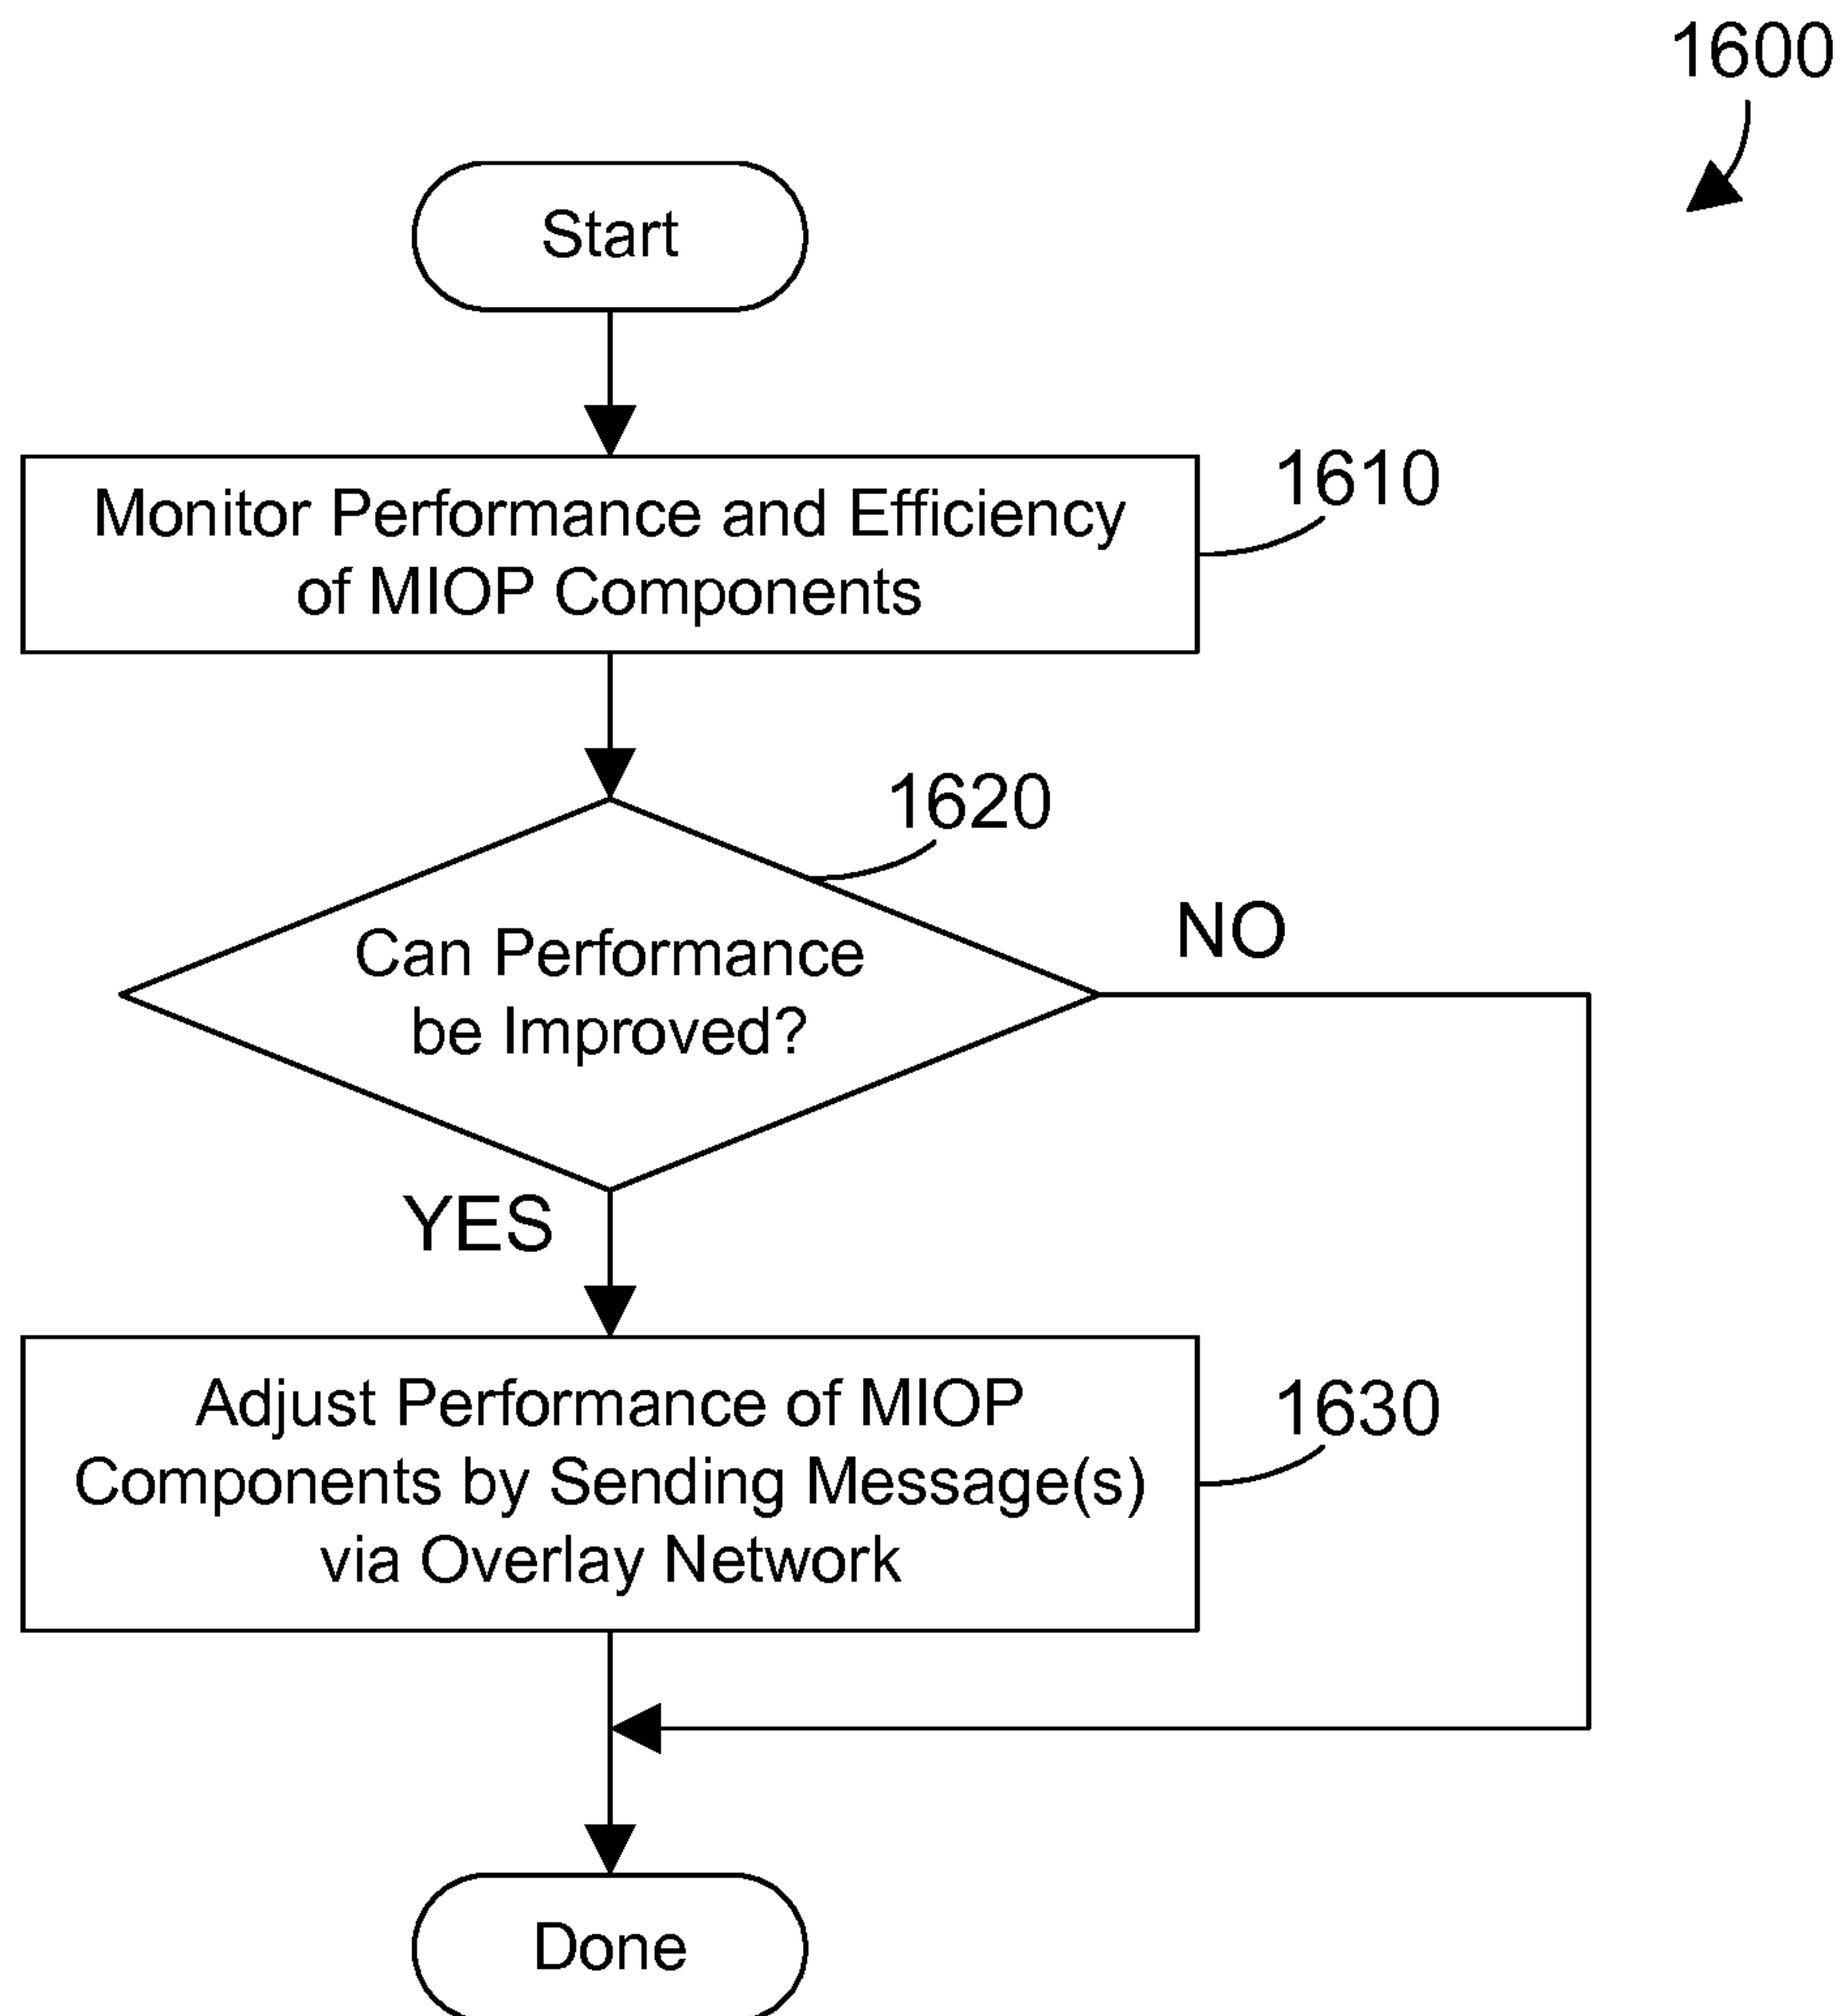 1600
Start
Monitor Performance and Efficiency
of MIOP Components
1610
1620
Can Performance
be Improved?
NO
YES
Adjust Performance of MIOP
Components by Sending Message(s)
via Overlay Network
1630
Done